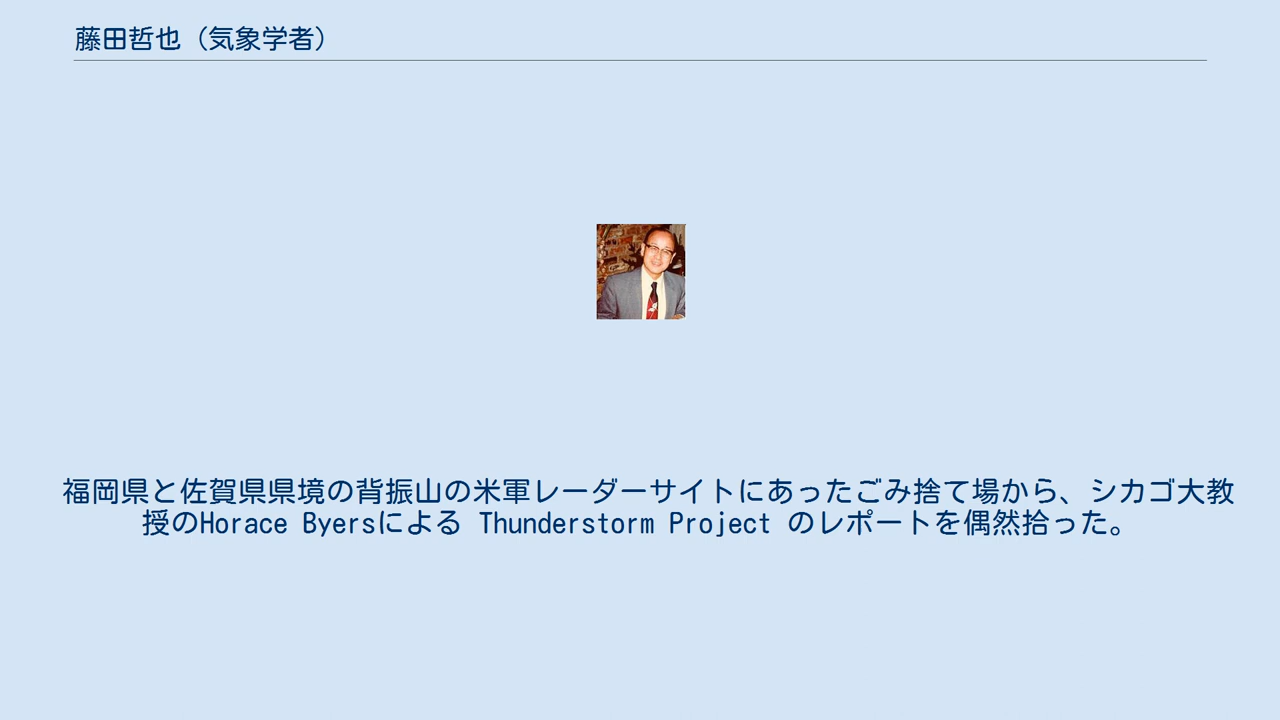 藤田哲也（気象学者）
福岡県と佐賀県県境の背振山の米軍レーダーサイトにあったごみ捨て場から、シカゴ大教
授のHorace Byersによる Thunderstorm Project のレポートを偶然拾った。